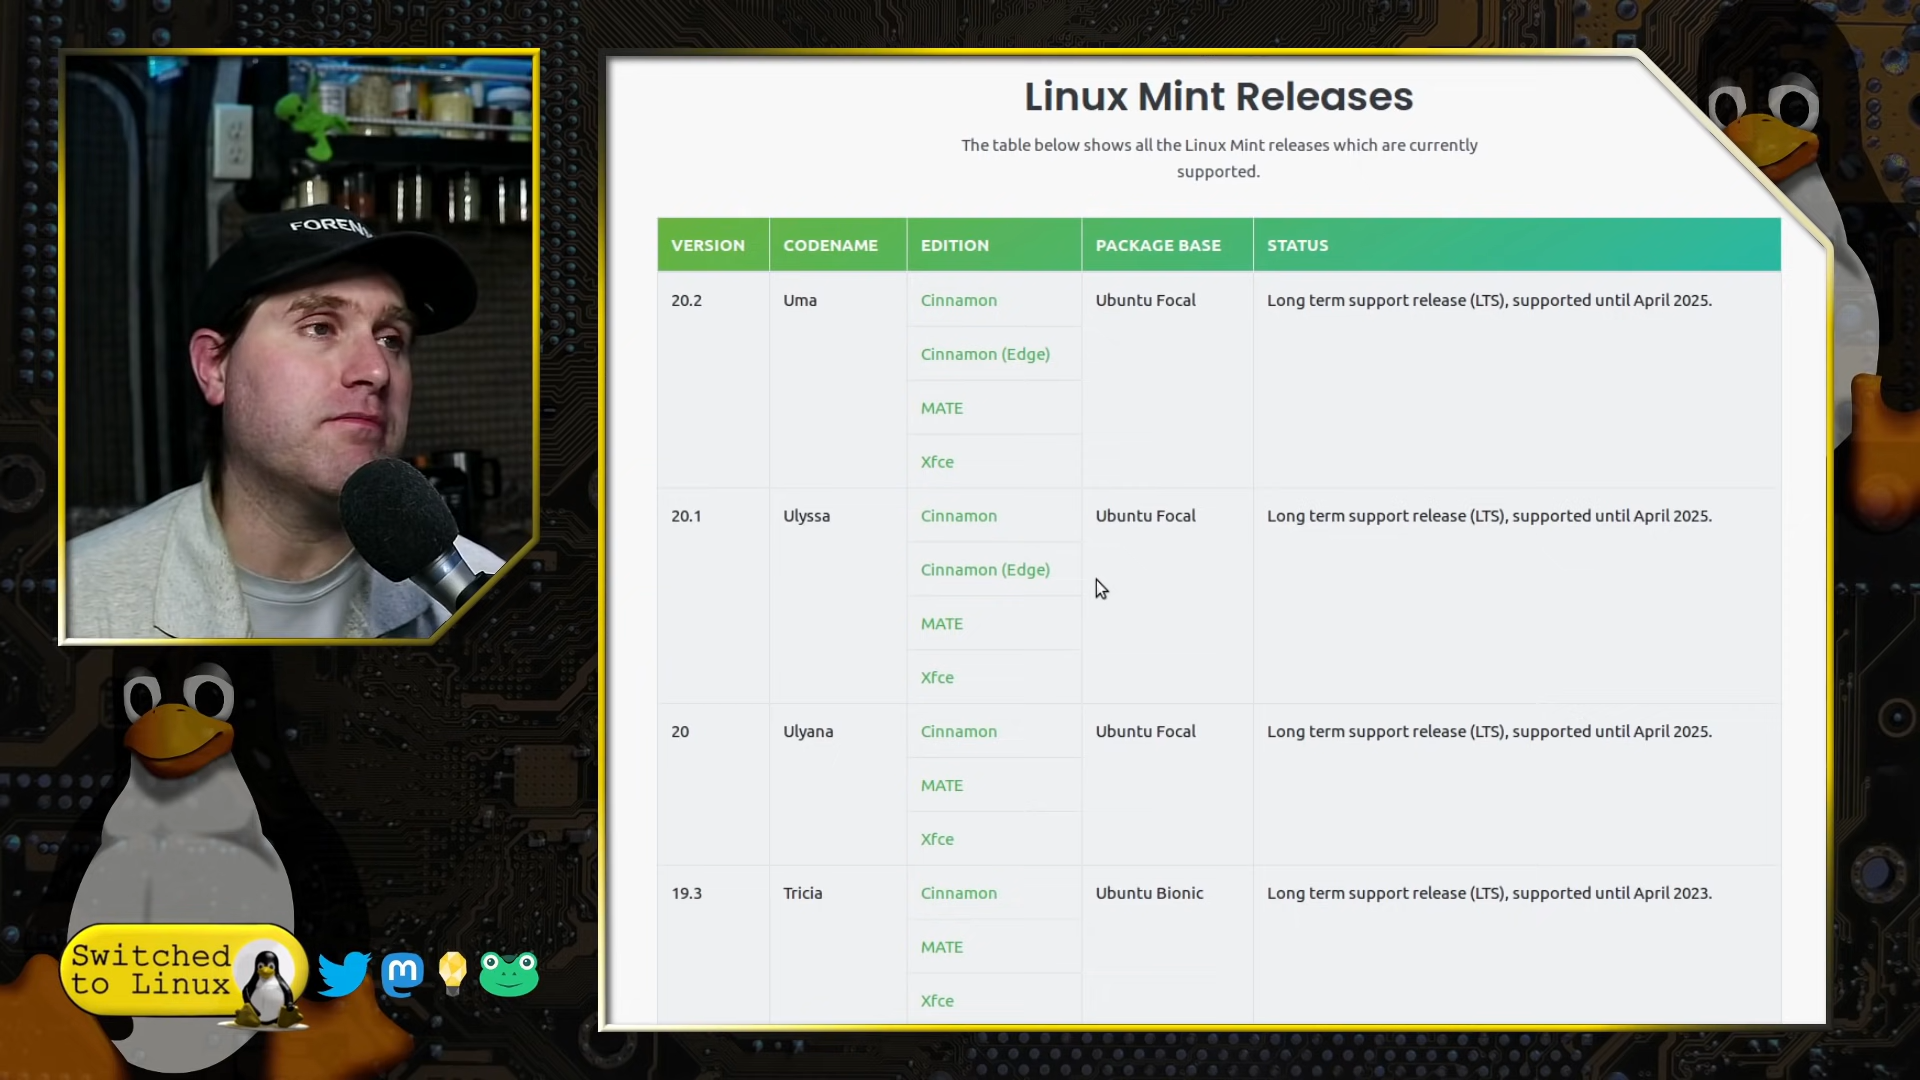 Linux Mint Releases
The table below shows all the Linux Mint releases which are currently
supported.
VERSION CODENAME EDITION PACKAGE BASE STATUS
20.2 Uma Cinnamon Ubuntu Focal Long term support release (LTS), supported until April 2025.
Cinnamon (Edge)
MATE
Xfce
20.1 Ulyssa Cinnamon Ubuntu Focal Long term support release (LTS), supported until April 2025.
Cinnamon (Edge)
MATE
Xfce
20 Ulyana Cinnamon Ubuntu Focal Long term support release (LTS), supported until April 2025.
MATE
Xfce
19.3 Tricia Cinnamon Ubuntu Bionic Long term support release (LTS), supported until April 2023.
MATE
Xfce
Switched
to Linux
m